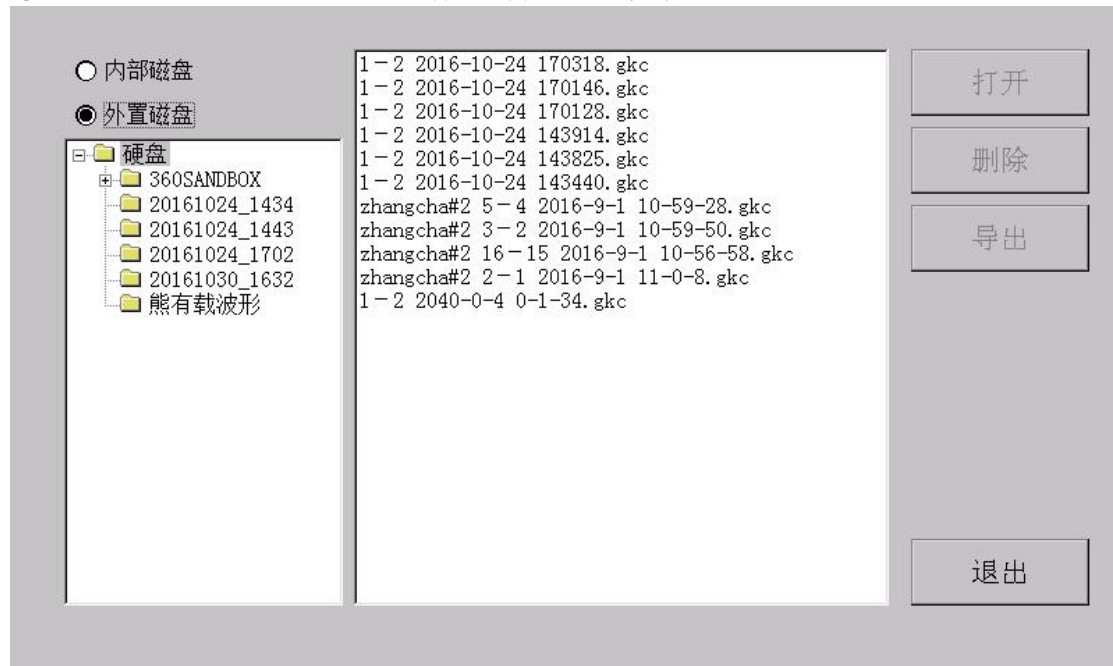 内部磁盘
外置磁盘
硬盘
360SANDBOX
20161024_1434
20161024_1443
20161024_1702
20161030_1632
熊有载波形
1-2 2016-10-24 170318.gkc
1-2 2016-10-24 170146.gkc
1-2 2016-10-24 170128.gkc
1-2 2016-10-24 143914.gkc
1-2 2016-10-24 143825.gkc
1-2 2016-10-24 143440.gkc
zhangcha#2 5-4 2016-9-1 10-59-28.gkc
zhangcha#2 3-2 2016-9-1 10-59-50.gkc
zhangcha#2 16-15 2016-9-1 10-56-58.gkc
zhangcha#2 2-1 2016-9-1 11-0-8.gkc
1-2 2040-0-4 0-1-34.gkc
打开
删除
导出
退出